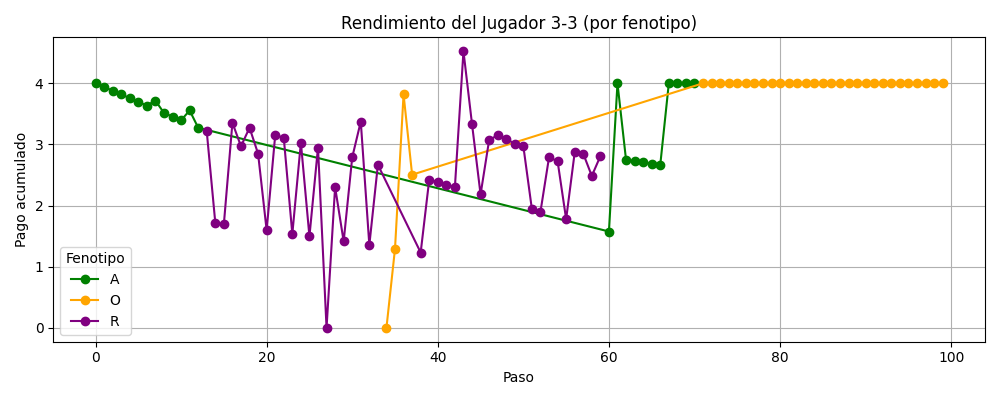 Rendimiento del Jugador 3-3 (por fenotipo)
Pago acumulado
4
3
2
1
0
Fenotipo
A
O
R
0 20 40 60 80 100
Paso